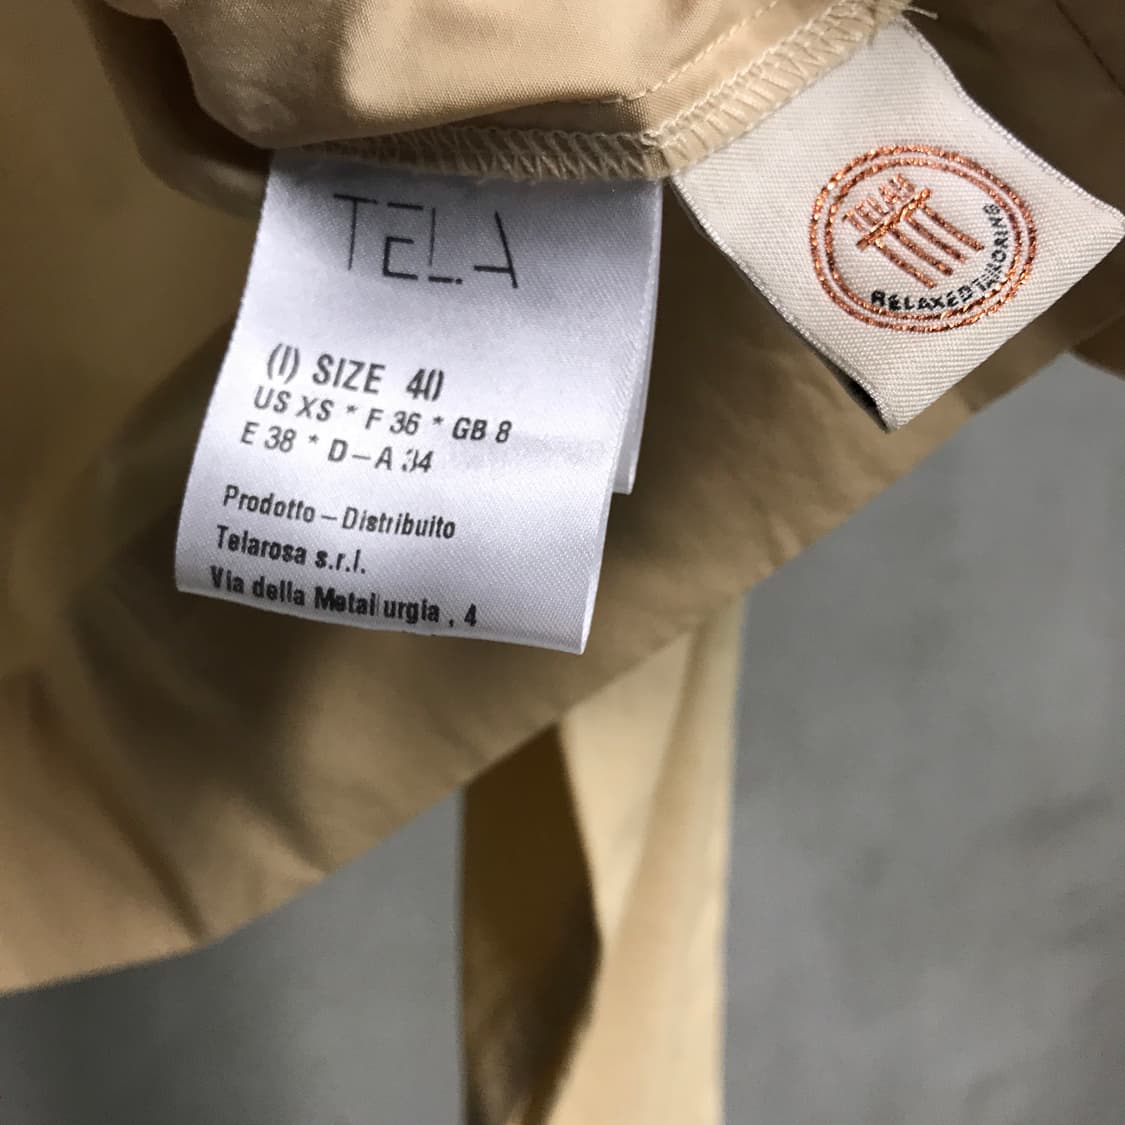 TELA
(I) SIZE 40
US XS * F 36 * GB 8
E 38 * D-A 34
Prodotto - Distribuito
Telarosa s.r.l.
Via della Metallurgia , 4
TELA
RELAXED TAILORING